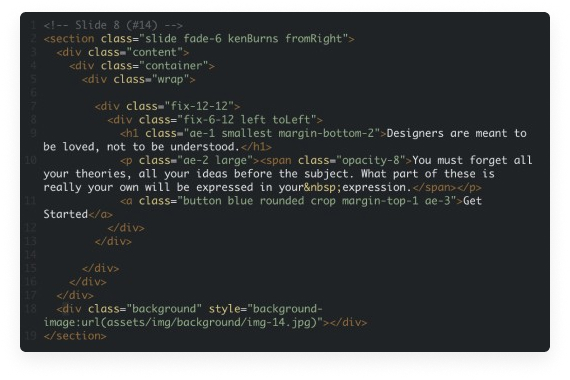 1 <!-- Slide 8 (#14) -->
2 <section class="slide fade-6 kenBurns fromRight">
3 <div class="content">
4 <div class="container">
5 <div class="wrap">
6
7 <div class="fix-12-12">
8 <div class="fix-6-12 left toLeft">
9 <h1 class="ae-1 smallest margin-bottom-2">Designers are meant to
be loved, not to be understood.</h1>
10 <p class="ae-2 large"><span class="opacity-8">You must forget all
your theories, all your ideas before the subject. What part of these is
really your own will be expressed in your&nbsp;expression.</span></p>
11 <a class="button blue rounded crop margin-top-1 ae-3">Get
Started</a>
12 </div>
13 </div>
14
15 </div>
16 </div>
17 </div>
18 <div class="background" style="background-
image:url(assets/img/background/img-14.jpg)"></div>
19 </section>